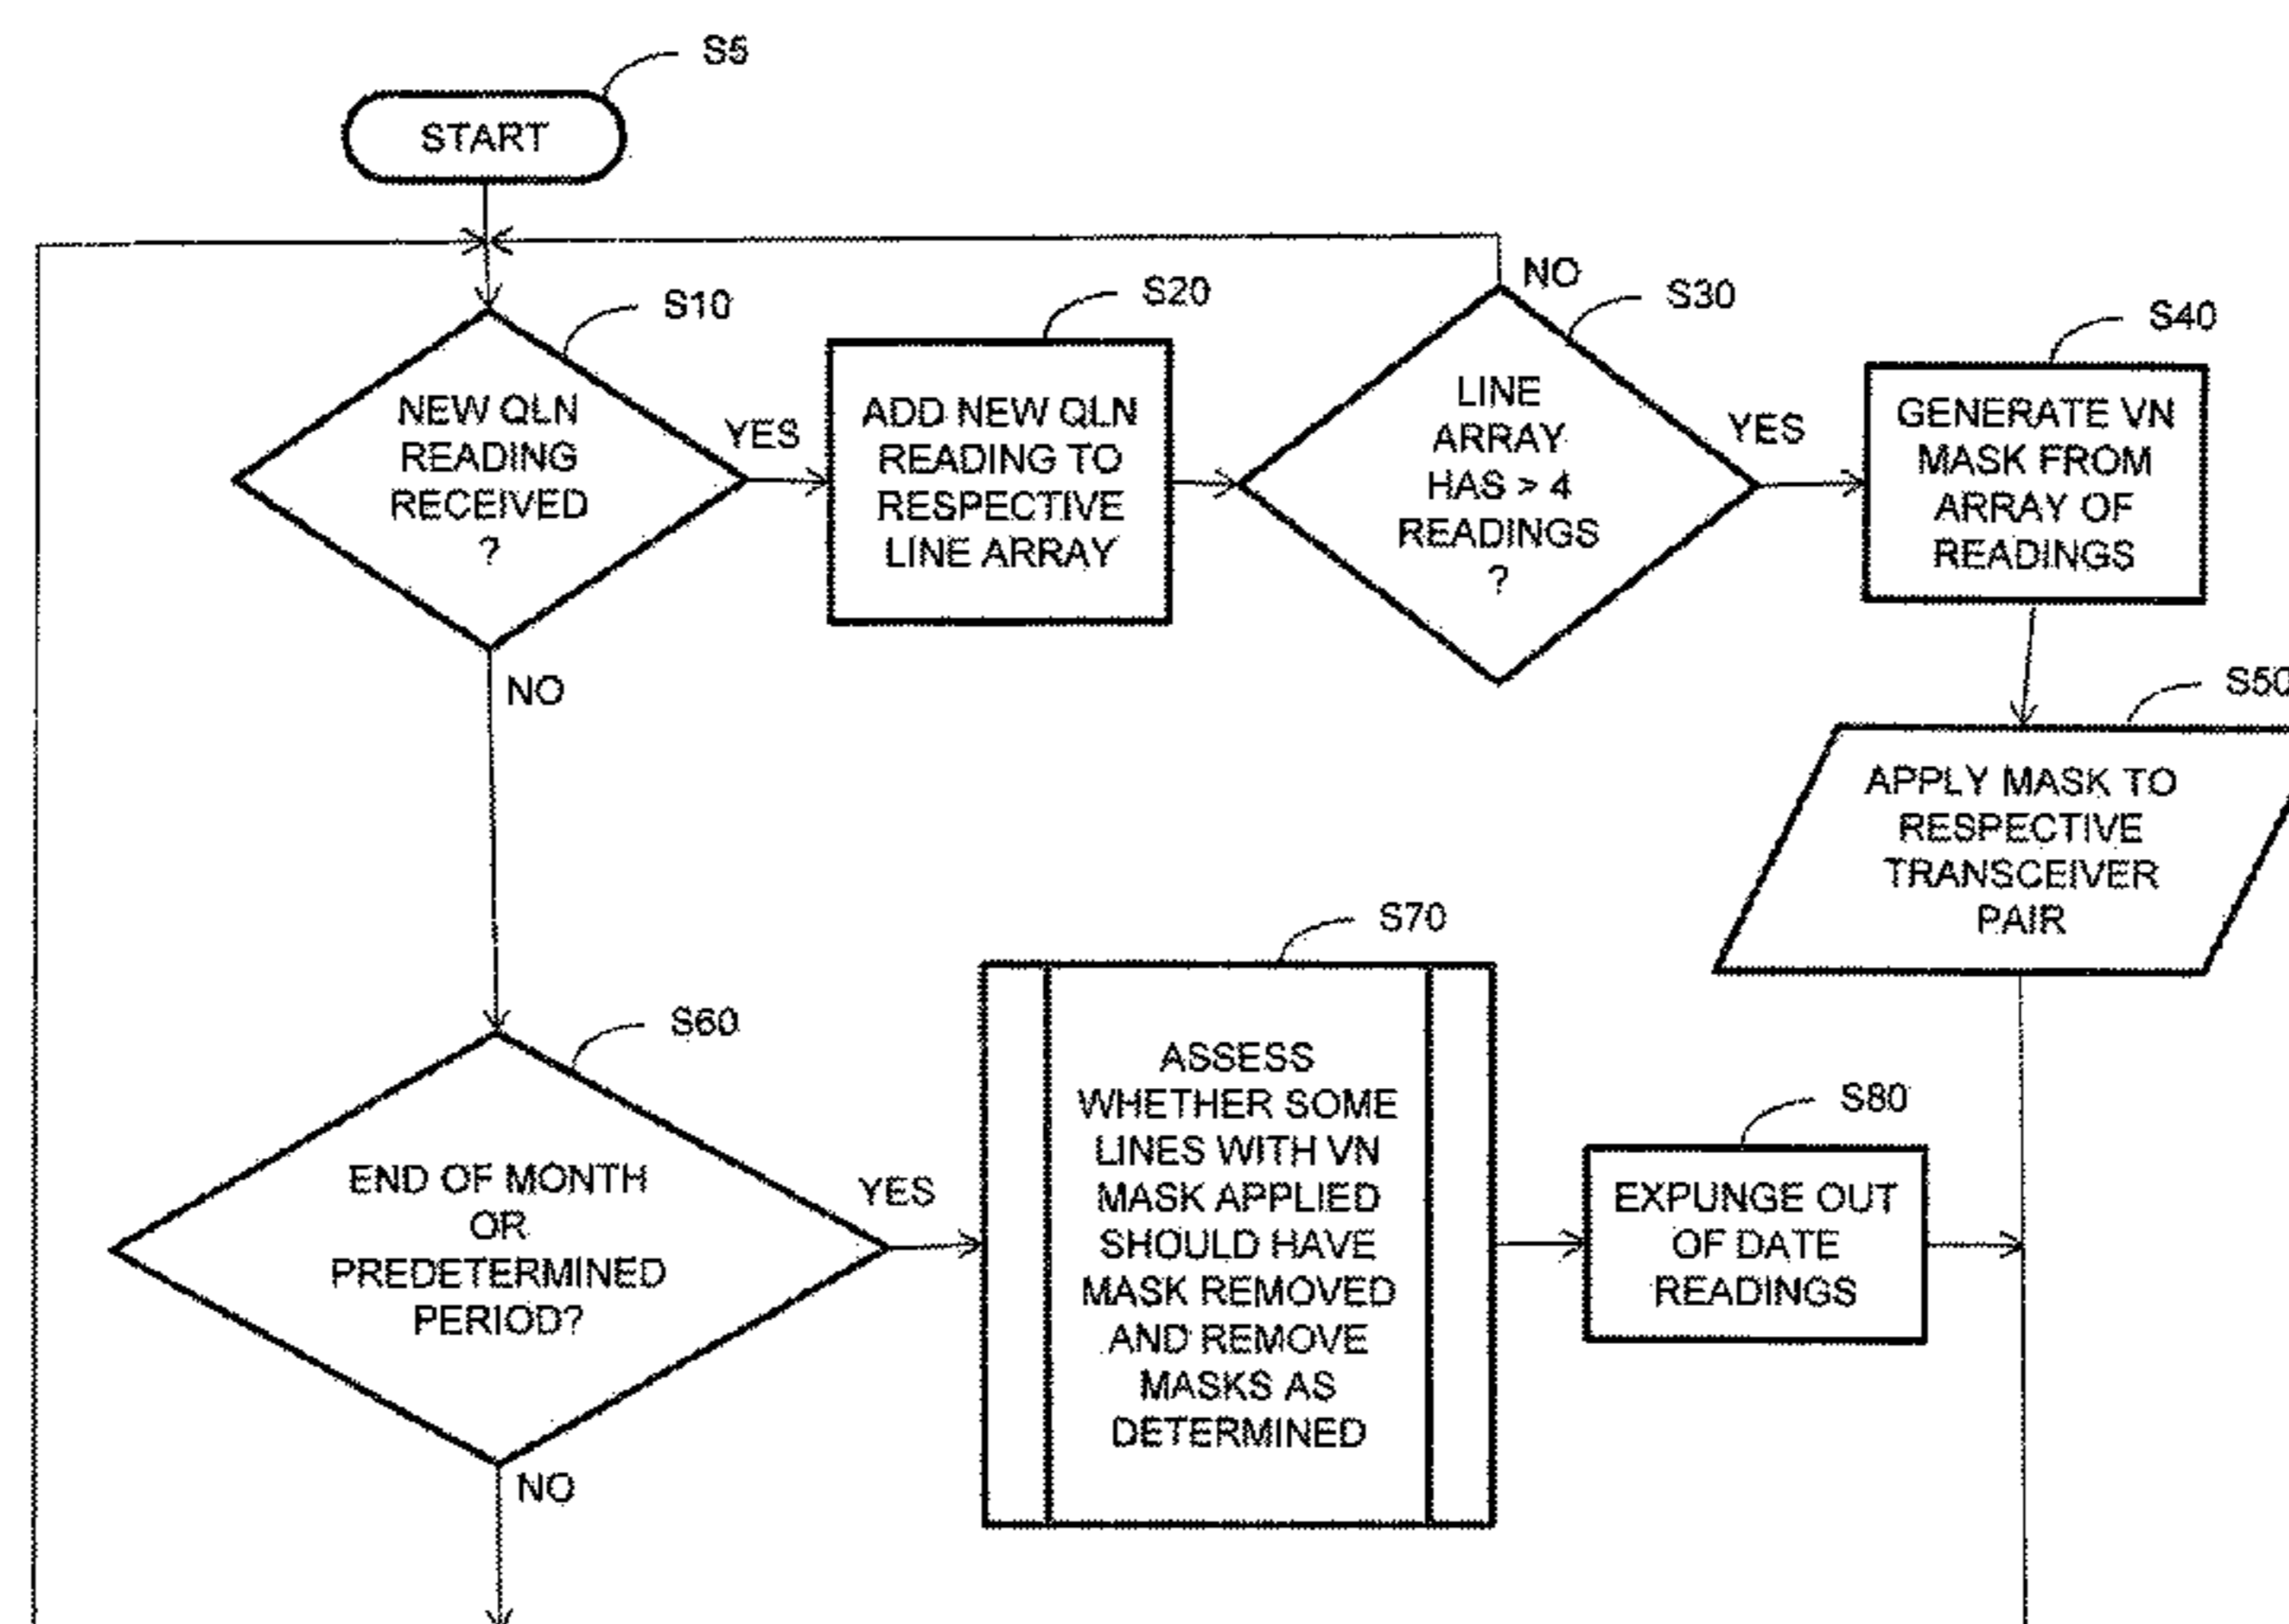 S5
START
NO
S10
S20
S30
S40
NEW QLN
READING
RECEIVED
?
YES
ADD NEW QLN
READING TO
RESPECTIVE
LINE ARRAY
LINE
ARRAY
HAS > 4
READINGS
?
YES
GENERATE VN
MASK FROM
ARRAY OF
READINGS
NO
S50
APPLY MASK TO
RESPECTIVE
TRANSCEIVER
PAIR
S60
S70
S80
END OF MONTH
OR
PREDETERMINED
PERIOD?
YES
ASSESS
WHETHER SOME
LINES WITH VN
MASK APPLIED
SHOULD HAVE
MASK REMOVED
AND REMOVE
MASKS AS
DETERMINED
EXPUNGE OUT
OF DATE
READINGS
NO